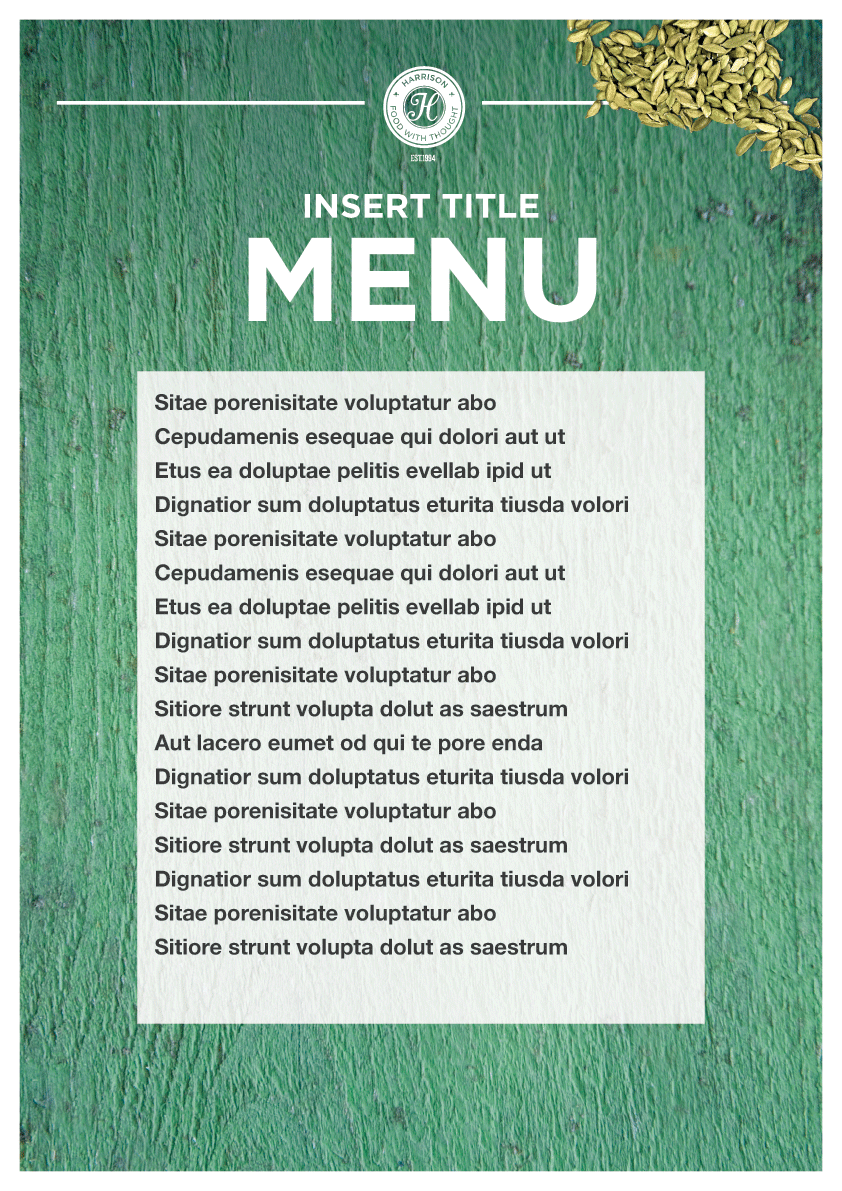 HARRISON
H
FOOD WITH THOUGHT
EST.1994
INSERT TITLE
MENU
Sitae porenisitate voluptatur abo
Cepudamenis esequae qui dolori aut ut
Etus ea doluptae pelitis evellab ipid ut
Dignatior sum doluptatus eturita tiusda volori
Sitae porenisitate voluptatur abo
Cepudamenis esequae qui dolori aut ut
Etus ea doluptae pelitis evellab ipid ut
Dignatior sum doluptatus eturita tiusda volori
Sitae porenisitate voluptatur abo
Sitiore strunt volupta dolut as saestrum
Aut lacero eumet od qui te pore enda
Dignatior sum doluptatus eturita tiusda volori
Sitae porenisitate voluptatur abo
Sitiore strunt volupta dolut as saestrum
Dignatior sum doluptatus eturita tiusda volori
Sitae porenisitate voluptatur abo
Sitiore strunt volupta dolut as saestrum